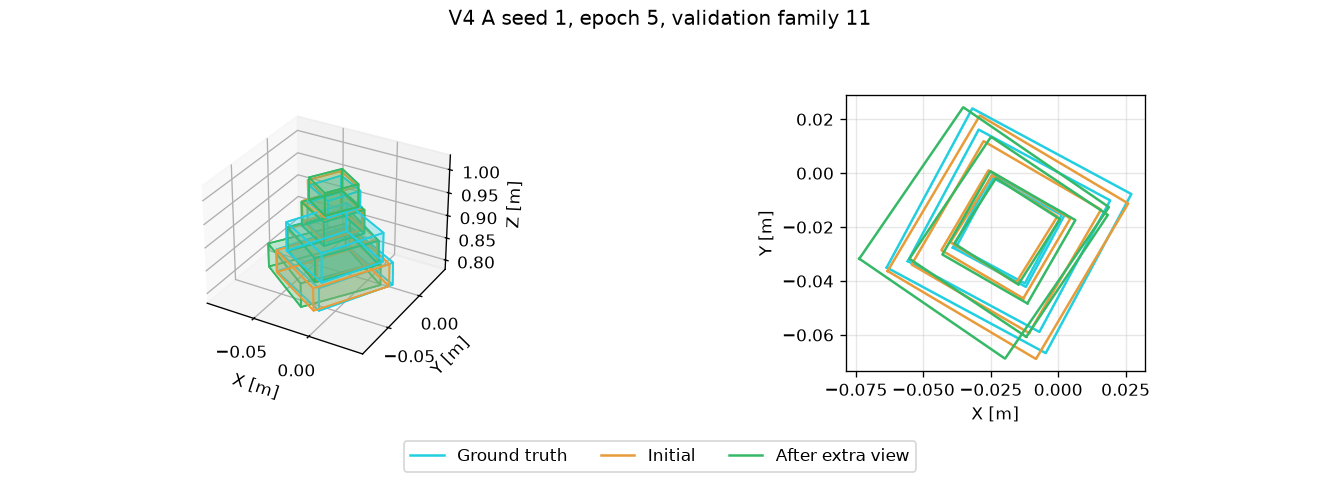 V4 A seed 1, epoch 5, validation family 11
1.00
0.95
0.90
0.85
0.80
Z [m]
0.00
−0.05
Y [m]
−0.05
0.00
X [m]
0.02
0.00
−0.02
−0.04
−0.06
Y [m]
−0.075 −0.050 −0.025 0.000 0.025
X [m]
Ground truth Initial After extra view